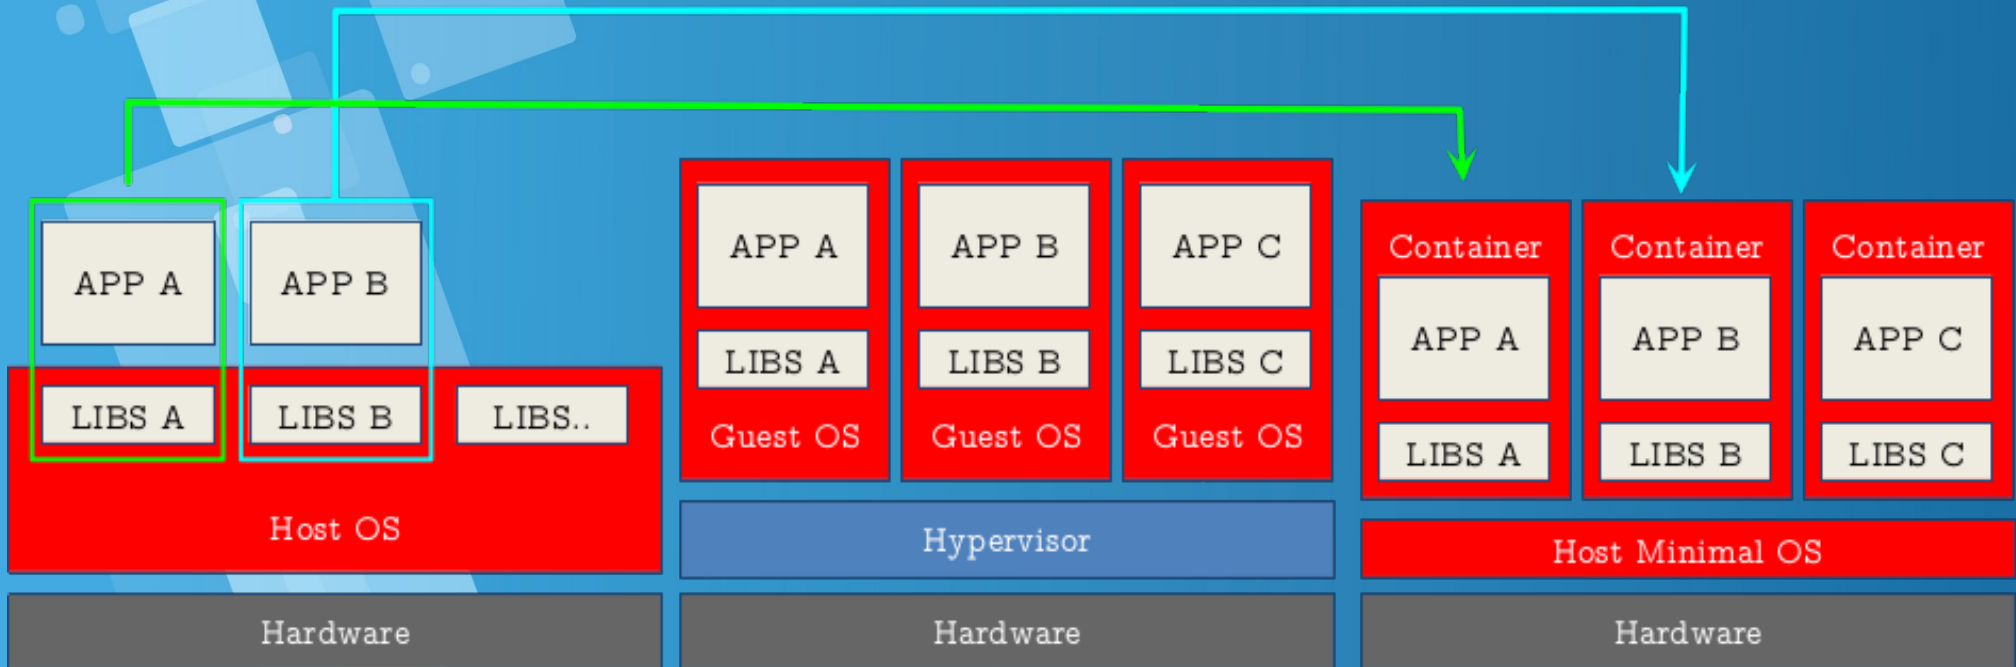 APP A
APP B
LIBS A
LIBS B
LIBS..
Host OS
Hardware
APP A
APP B
APP C
LIBS A
LIBS B
LIBS C
Guest OS
Guest OS
Guest OS
Hypervisor
Hardware
Container
Container
Container
APP A
APP B
APP C
LIBS A
LIBS B
LIBS C
Host Minimal OS
Hardware